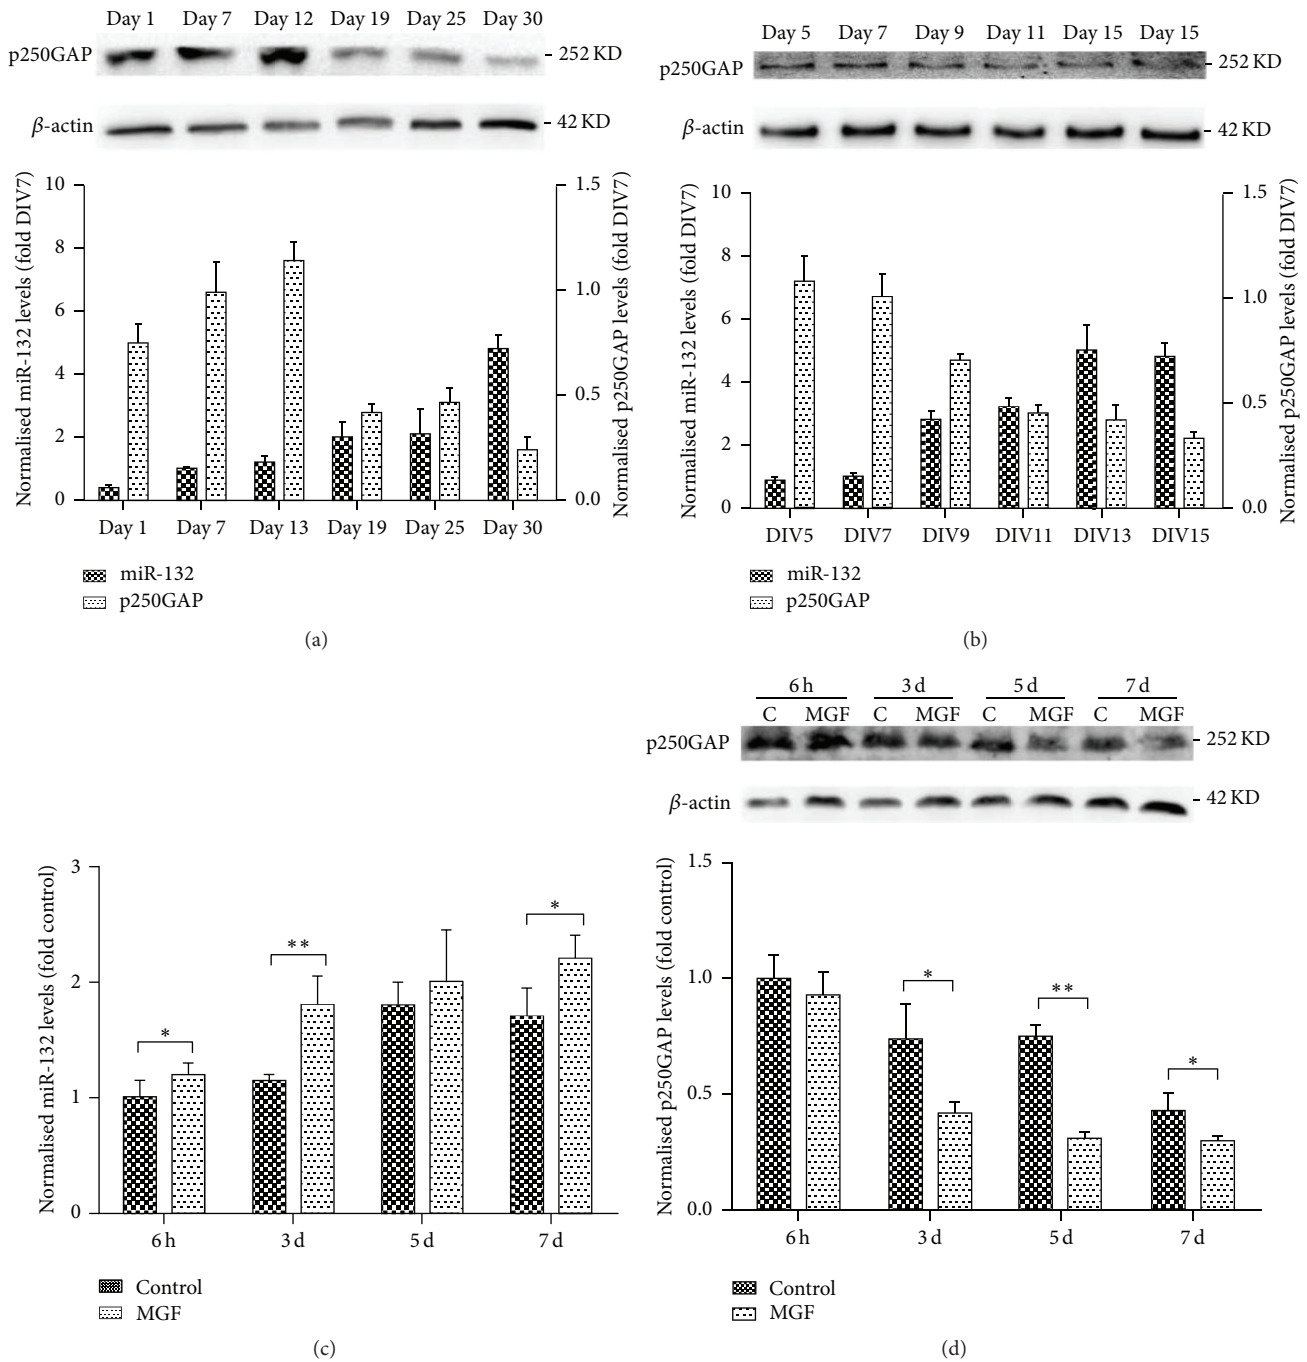 Day 1 Day 7 Day 12 Day 19 Day 25 Day 30
p250GAP 252 KD
β-actin 42 KD
Normalised miR-132 levels (fold DIV7)
10
8
6
4
2
0
Normalised p250GAP levels (fold DIV7)
1.5
1.0
0.5
0.0
Day 1 Day 7 Day 13 Day 19 Day 25 Day 30
miR-132
p250GAP
(a)
Day 5 Day 7 Day 9 Day 11 Day 15 Day 15
p250GAP 252 KD
β-actin 42 KD
Normalised miR-132 levels (fold DIV7)
10
8
6
4
2
0
Normalised p250GAP levels (fold DIV7)
1.5
1.0
0.5
0.0
DIV5 DIV7 DIV9 DIV11 DIV13 DIV15
miR-132
p250GAP
(b)
Normalised miR-132 levels (fold control)
3
2
1
0
*
**
*
6 h 3 d 5 d 7 d
Control
MGF
(c)
6 h 3 d 5 d 7 d
C MGF C MGF C MGF C MGF
p250GAP 252 KD
β-actin 42 KD
Normalised p250GAP levels (fold control)
1.5
1.0
0.5
0.0
*
**
*
6 h 3 d 5 d 7 d
Control
MGF
(d)